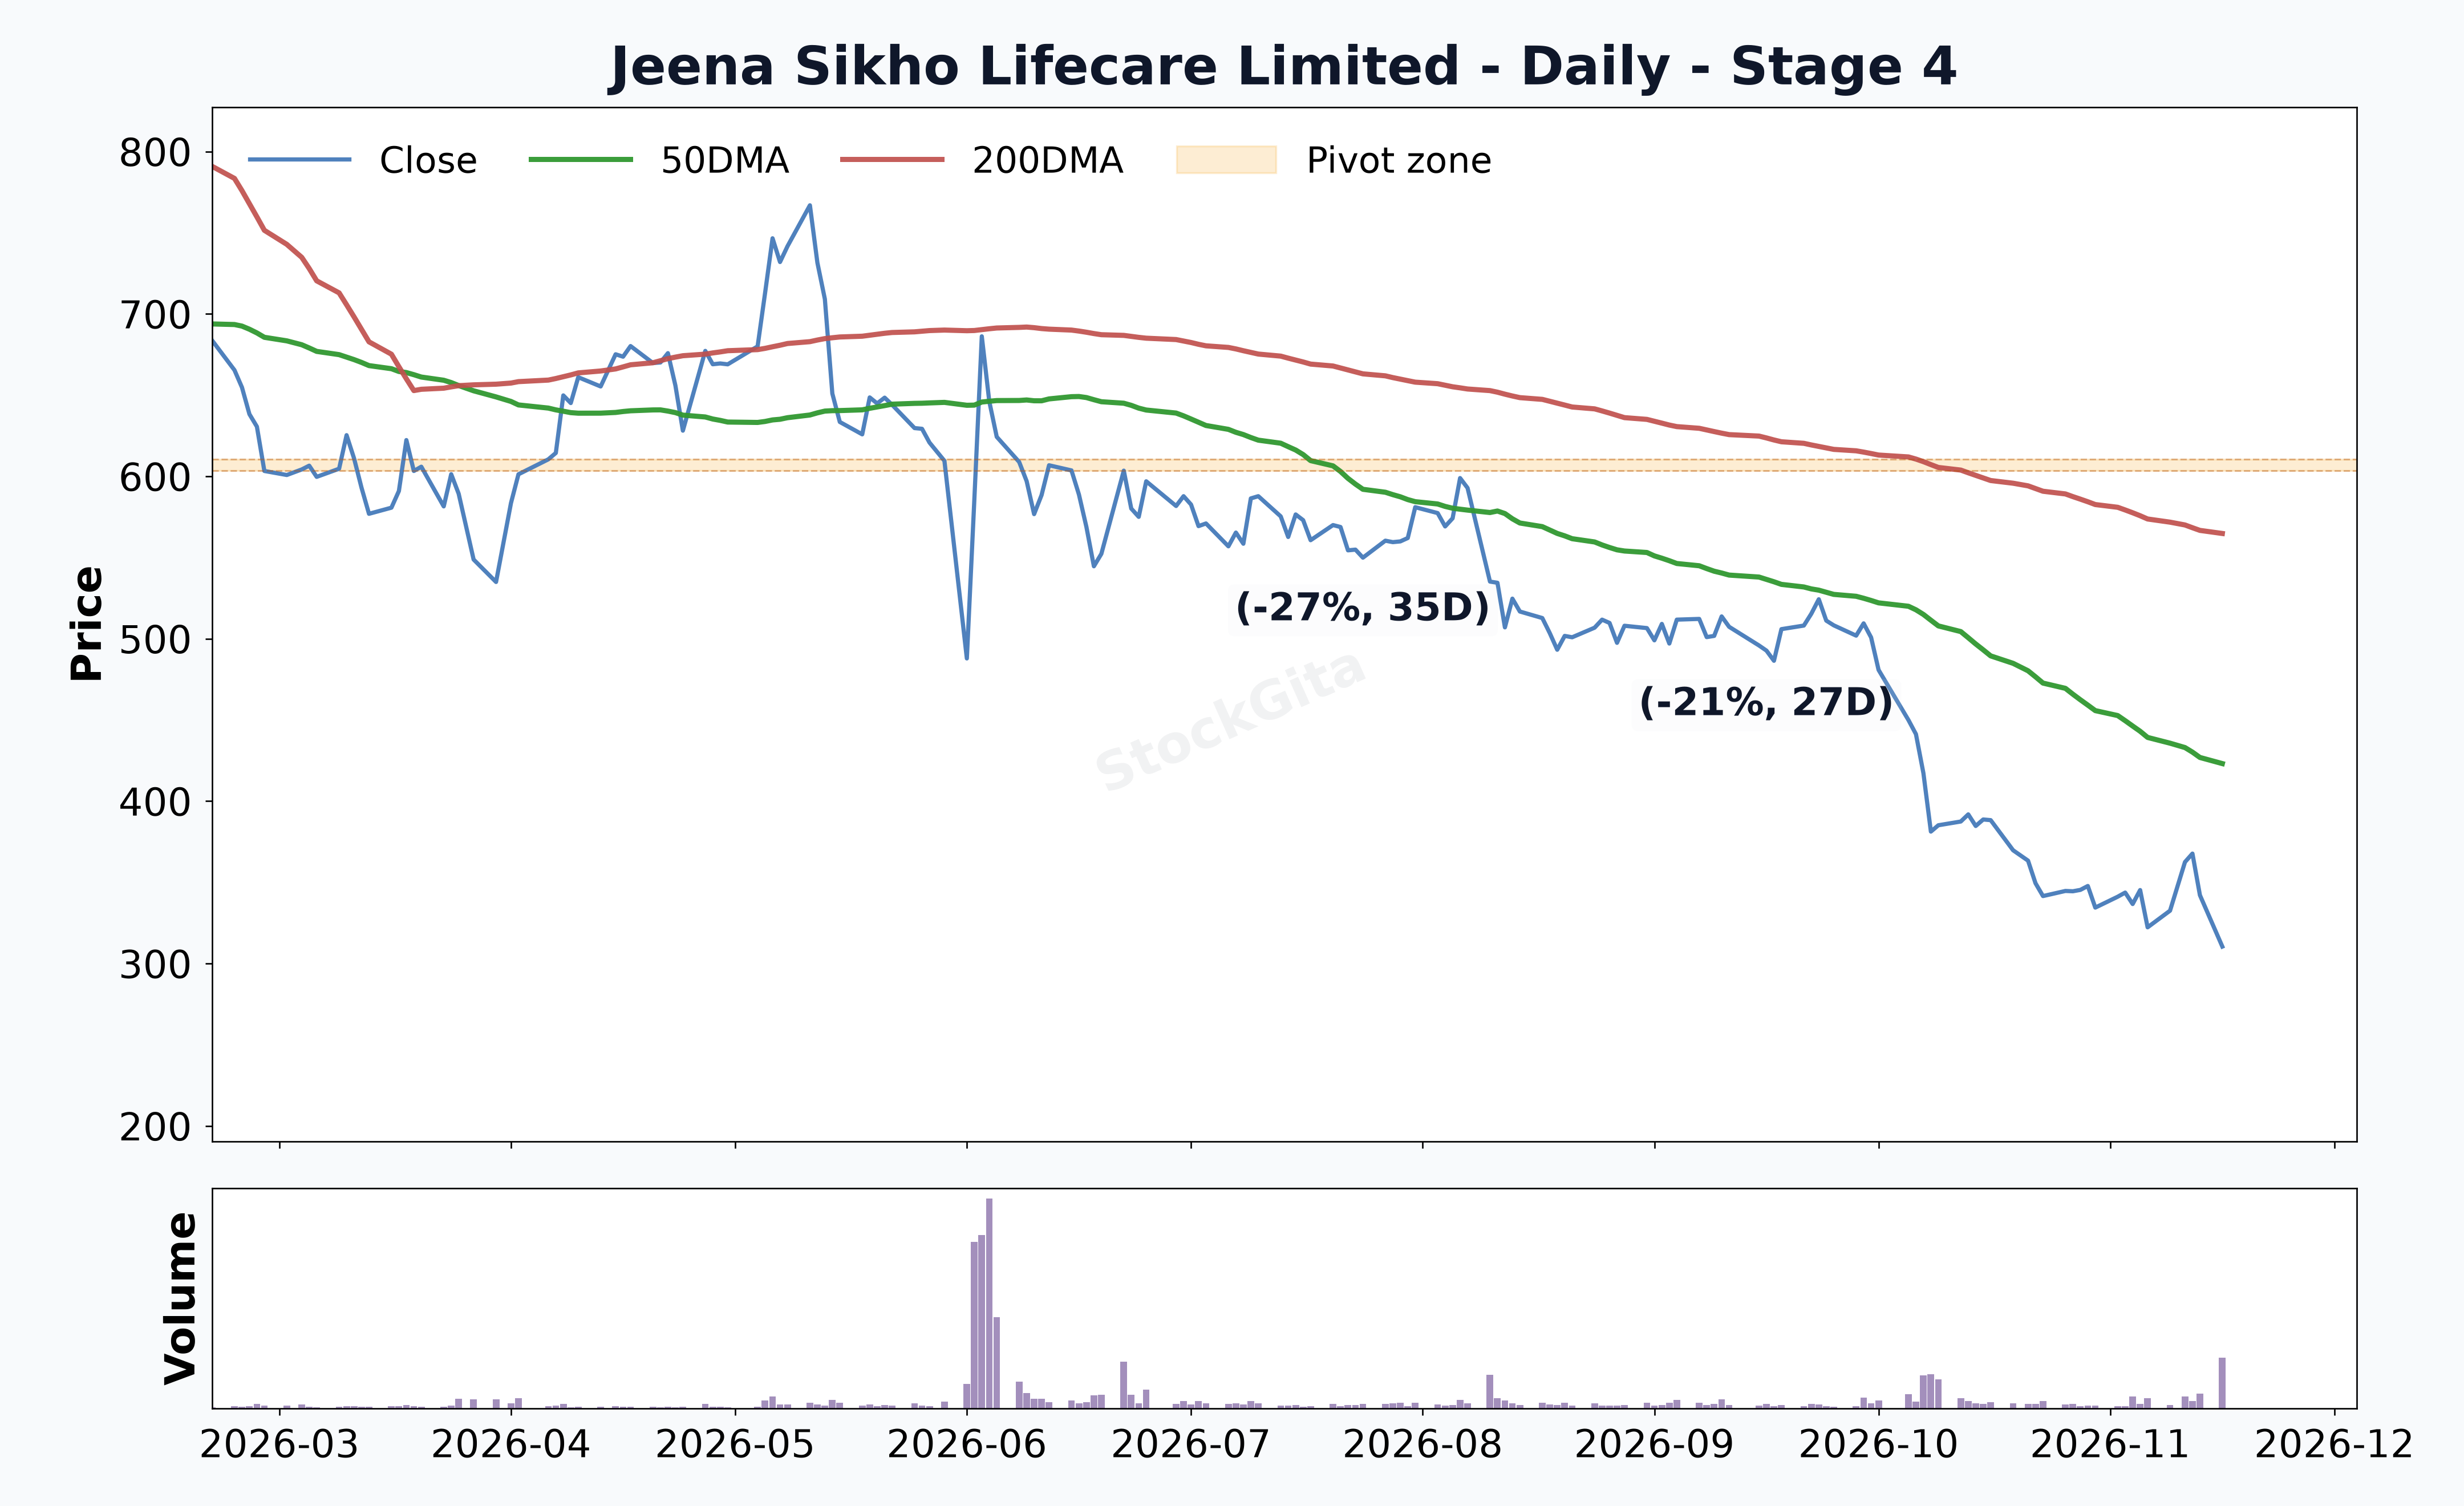 Jeena Sikho Lifecare Limited - Daily - Stage 4
Close 50DMA 200DMA Pivot zone
800
700
600
500
400
300
200
Price
(-27%, 35D)
(-21%, 27D)
StockGita
Volume
2026-03 2026-04 2026-05 2026-06 2026-07 2026-08 2026-09 2026-10 2026-11 2026-12